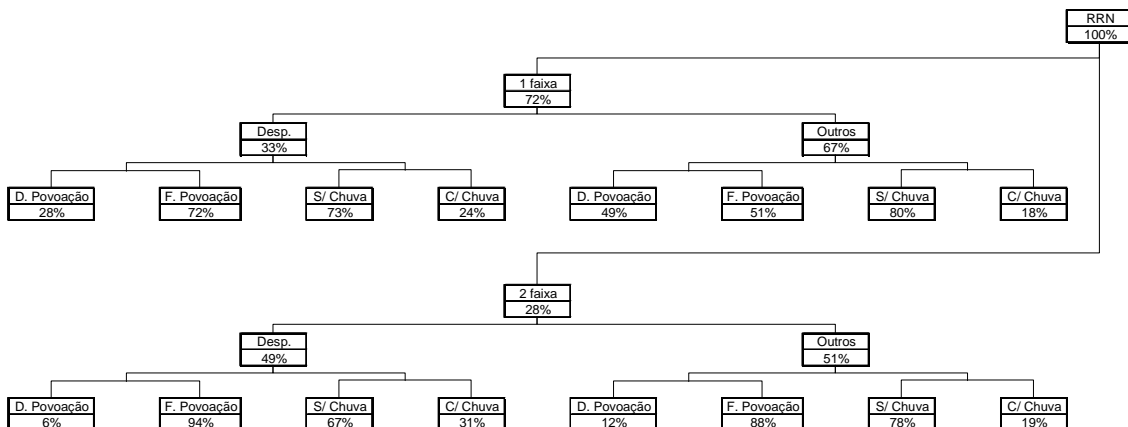 RRN
100%
1 faixa
72%
Desp.
33%
Outros
67%
D. Povoação
28%
F. Povoação
72%
S/ Chuva
73%
C/ Chuva
24%
D. Povoação
49%
F. Povoação
51%
S/ Chuva
80%
C/ Chuva
18%
2 faixa
28%
Desp.
49%
Outros
51%
D. Povoação
6%
F. Povoação
94%
S/ Chuva
67%
C/ Chuva
31%
D. Povoação
12%
F. Povoação
88%
S/ Chuva
78%
C/ Chuva
19%